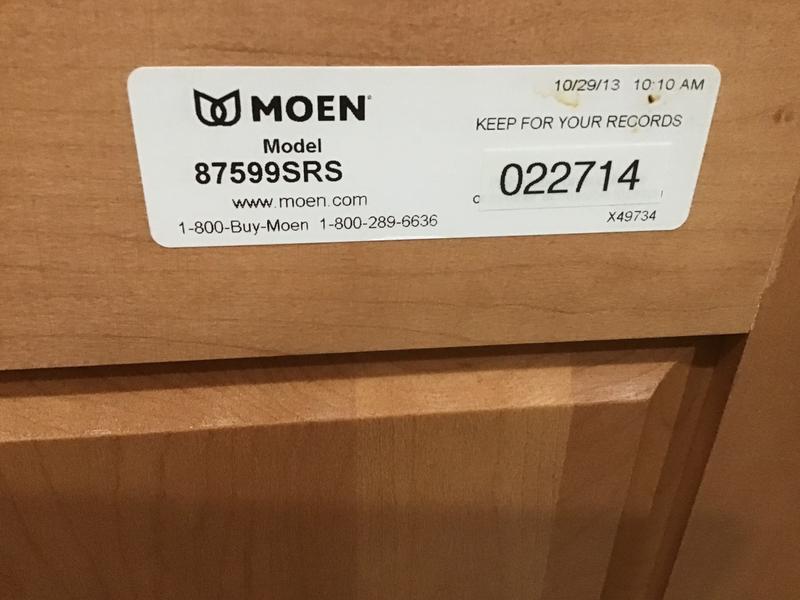 10/29/13 10:10 AM
MOEN®
KEEP FOR YOUR RECORDS
Model
87599SRS
022714
www.moen.com
X49734
1-800-Buy-Moen 1-800-289-6636